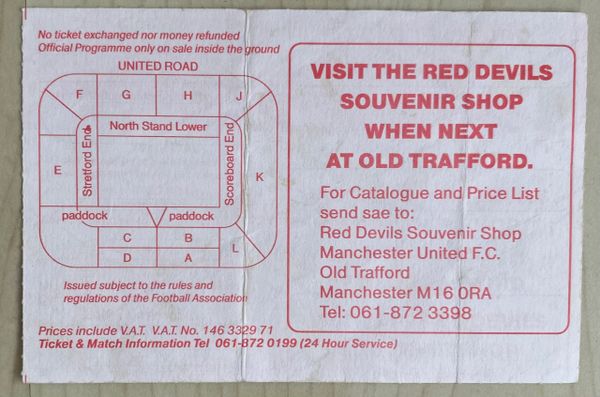 No ticket exchanged nor money refunded
Official Programme only on sale inside the ground
UNITED ROAD
F
G
H
J
North Stand Lower
Stretford End
Scoreboard End
E
K
paddock
paddock
C
B
D
A
L
Issued subject to the rules and
regulations of the Football Association
Prices include V.A.T. V.A.T. No. 146 3329 71
Ticket & Match Information Tel 061-872 0199 (24 Hour Service)
VISIT THE RED DEVILS
SOUVENIR SHOP
WHEN NEXT
AT OLD TRAFFORD.
For Catalogue and Price List
send sae to:
Red Devils Souvenir Shop
Manchester United F.C.
Old Trafford
Manchester M16 0RA
Tel: 061-872 3398